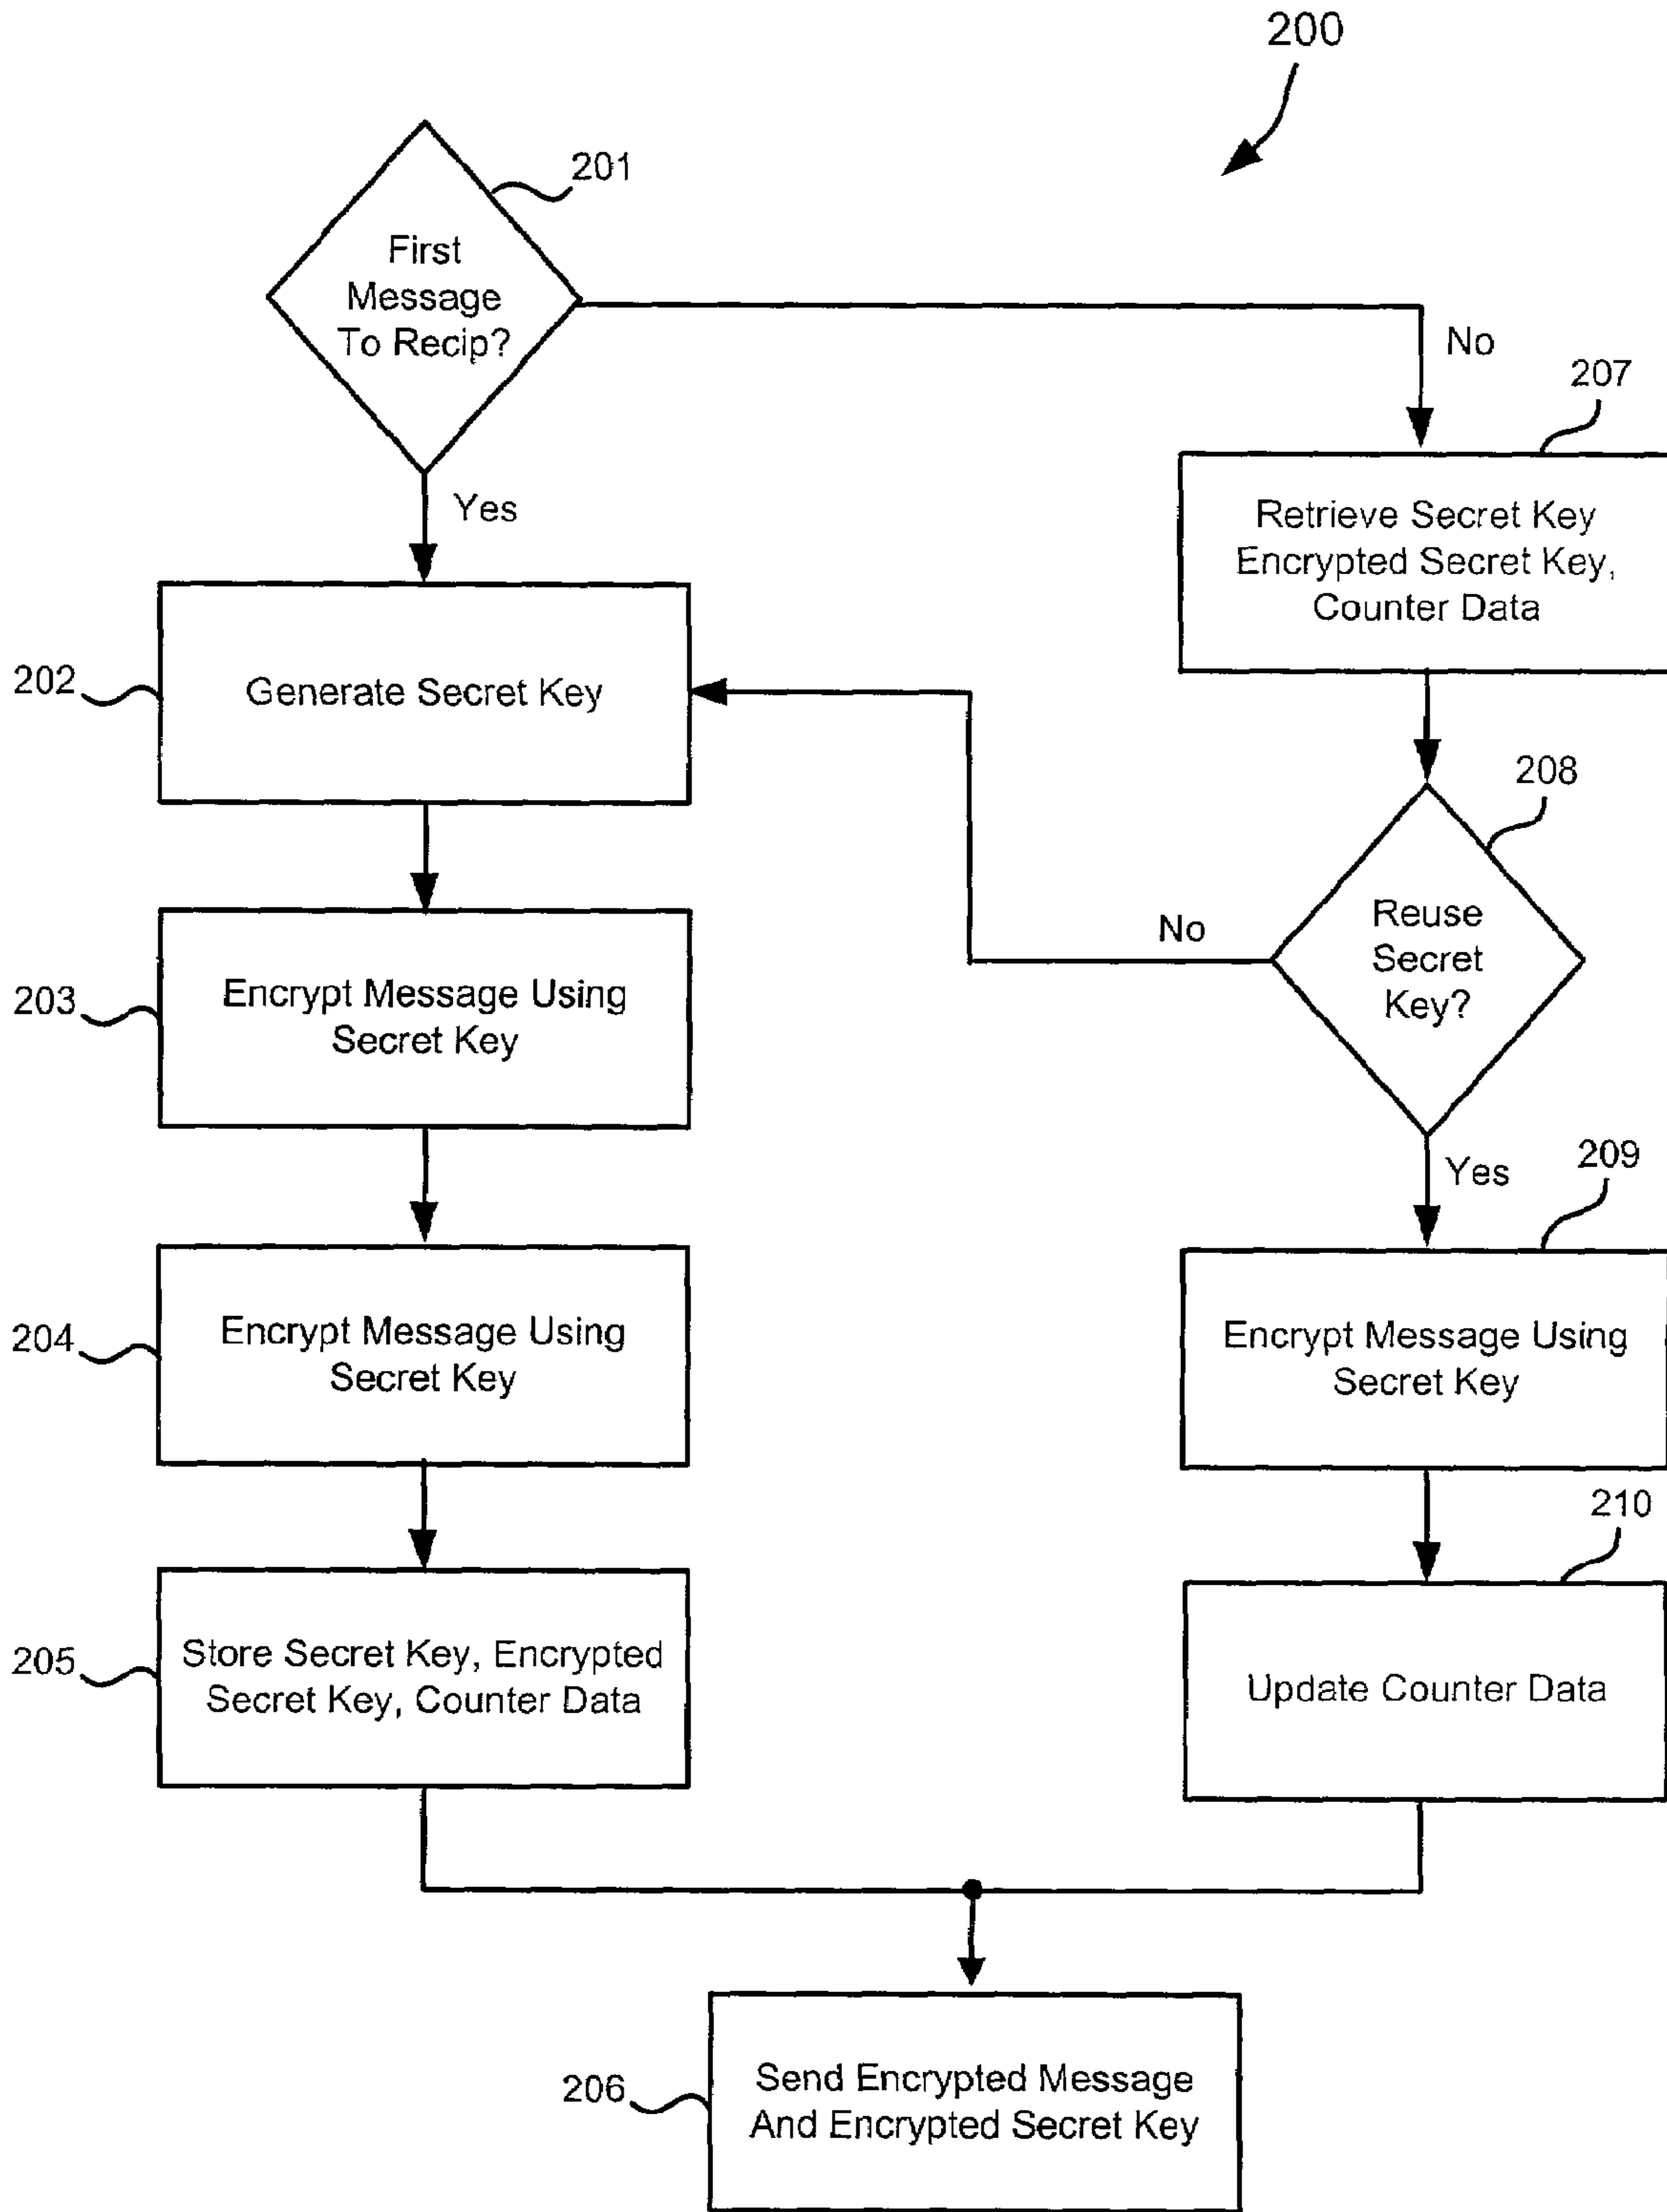 200
201
First
Message
To Recip?
No
Yes
207
Retrieve Secret Key
Encrypted Secret Key,
Counter Data
202
Generate Secret Key
208
Reuse
Secret
Key?
No
Yes
203
Encrypt Message Using
Secret Key
209
Encrypt Message Using
Secret Key
204
Encrypt Message Using
Secret Key
210
Update Counter Data
205
Store Secret Key, Encrypted
Secret Key, Counter Data
206
Send Encrypted Message
And Encrypted Secret Key